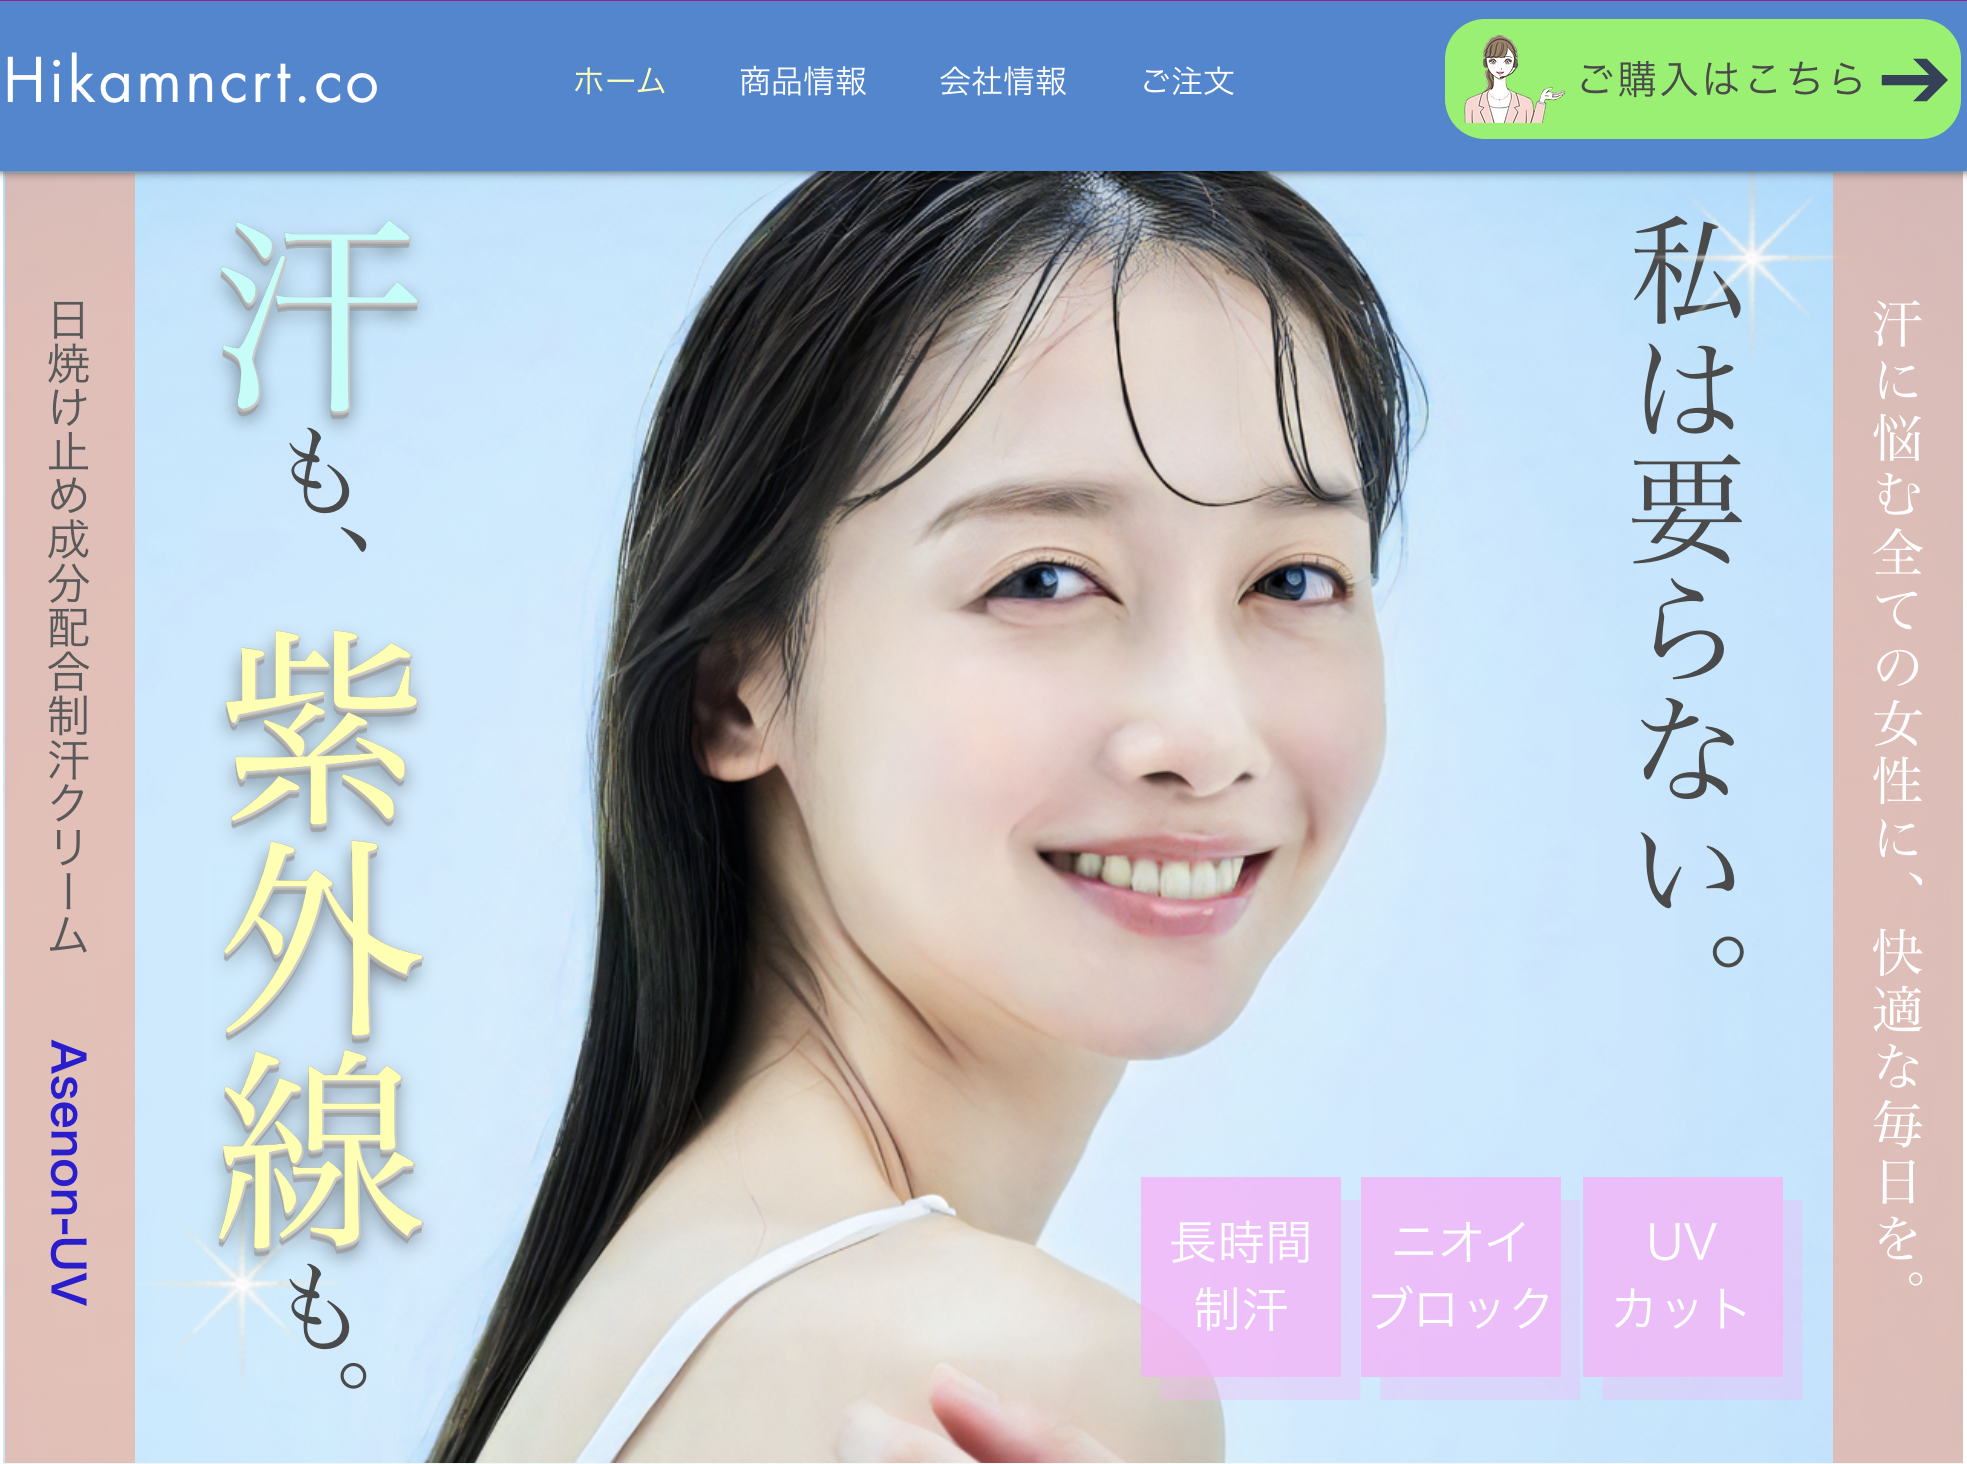 Hikamncrt.co
ホーム
商品情報
会社情報
ご注文
ご購入はこちら
汗に悩む全ての女性に、快適な毎日を。
私は要らない。
汗も、
紫外線も。
日焼け止め成分配合制汗クリーム Asenon-UV
長時間
制汗
ニオイ
ブロック
UV
カット